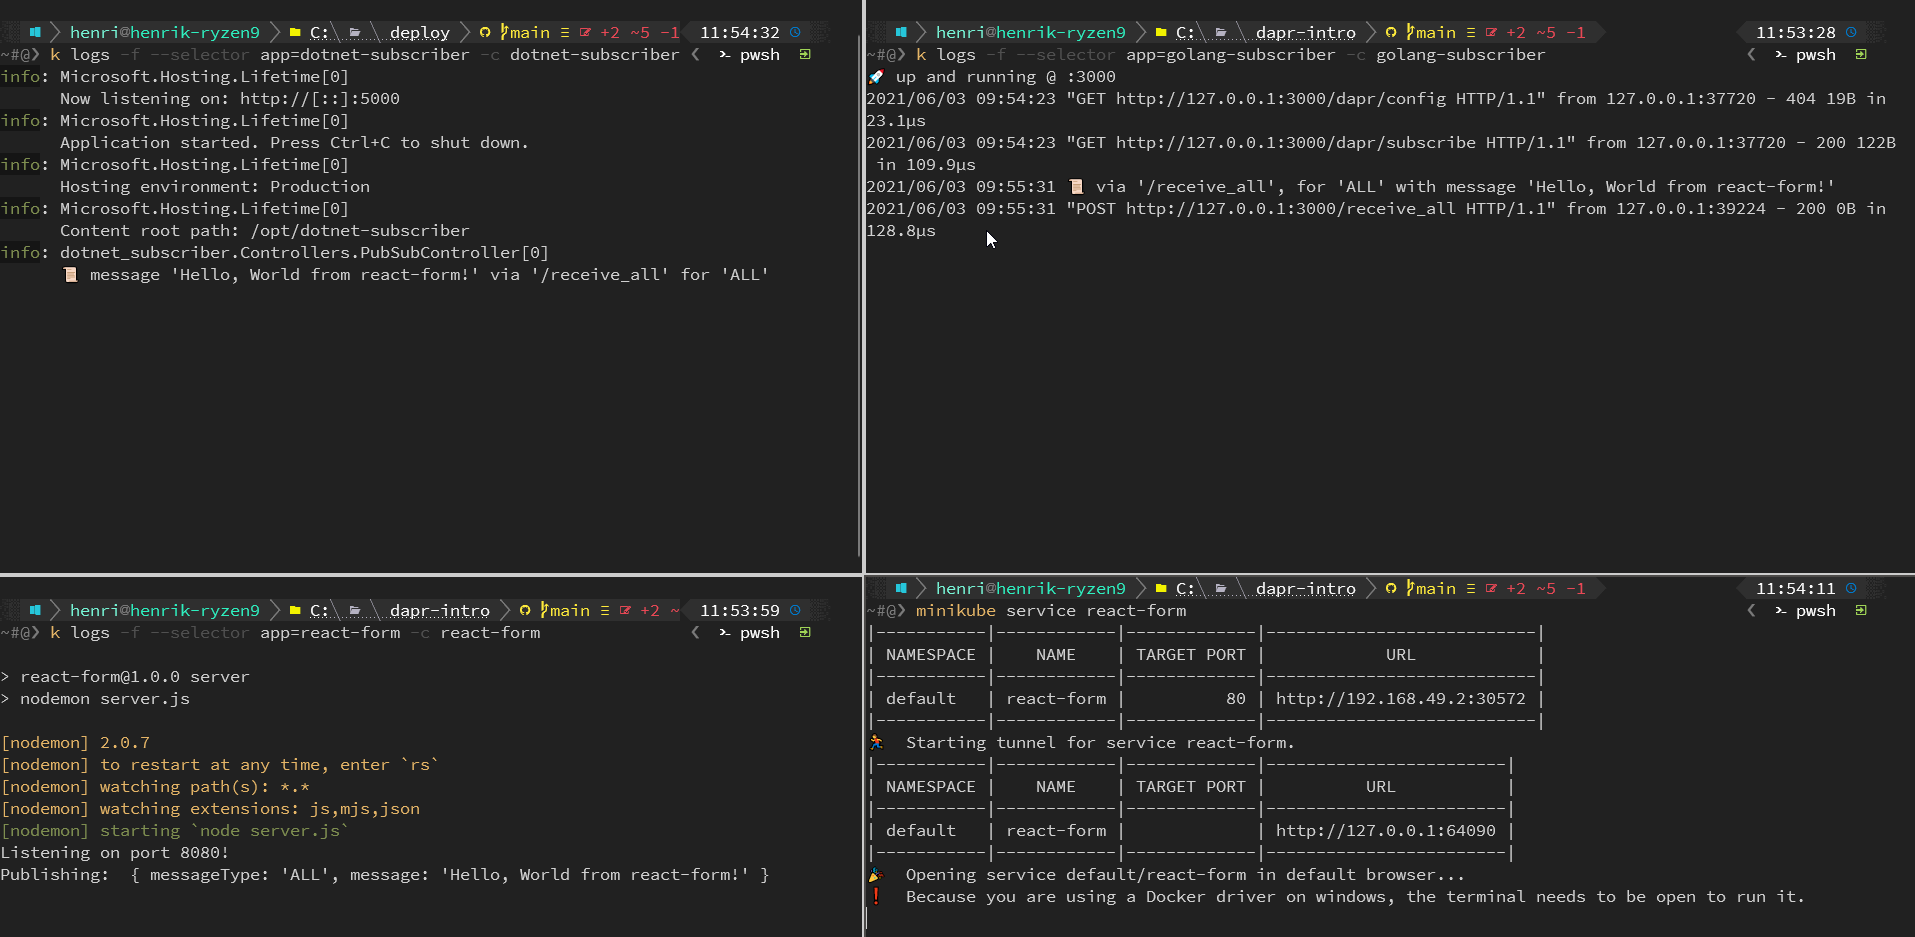 henri@henrik-ryzen9 C:\ \ deploy main ≡ +2 ~5 -1 11:54:32
~#@❯ k logs -f --selector app=dotnet-subscriber -c dotnet-subscriber ❮ >- pwsh
info: Microsoft.Hosting.Lifetime[0]
Now listening on: http://[::]:5000
info: Microsoft.Hosting.Lifetime[0]
Application started. Press Ctrl+C to shut down.
info: Microsoft.Hosting.Lifetime[0]
Hosting environment: Production
info: Microsoft.Hosting.Lifetime[0]
Content root path: /opt/dotnet-subscriber
info: dotnet_subscriber.Controllers.PubSubController[0]
📜 message 'Hello, World from react-form!' via '/receive_all' for 'ALL'
henri@henrik-ryzen9 C:\ \ dapr-intro main ≡ +2 ~5 -1 11:53:28
~#@❯ k logs -f --selector app=golang-subscriber -c golang-subscriber ❮ >- pwsh
🚀 up and running @ :3000
2021/06/03 09:54:23 "GET http://127.0.0.1:3000/dapr/config HTTP/1.1" from 127.0.0.1:37720 - 404 19B in
23.1µs
2021/06/03 09:54:23 "GET http://127.0.0.1:3000/dapr/subscribe HTTP/1.1" from 127.0.0.1:37720 - 200 122B
in 109.9µs
2021/06/03 09:55:31 📜 via '/receive_all', for 'ALL' with message 'Hello, World from react-form!'
2021/06/03 09:55:31 "POST http://127.0.0.1:3000/receive_all HTTP/1.1" from 127.0.0.1:39224 - 200 0B in
128.8µs
henri@henrik-ryzen9 C:\ \ dapr-intro main ≡ +2 ~ 11:53:59
~#@❯ k logs -f --selector app=react-form -c react-form ❮ >- pwsh
> react-form@1.0.0 server
> nodemon server.js
[nodemon] 2.0.7
[nodemon] to restart at any time, enter `rs`
[nodemon] watching path(s): *.*
[nodemon] watching extensions: js,mjs,json
[nodemon] starting `node server.js`
Listening on port 8080!
Publishing:  { messageType: 'ALL', message: 'Hello, World from react-form!' }
henri@henrik-ryzen9 C:\ \ dapr-intro main ≡ +2 ~5 -1 11:54:11
~#@❯ minikube service react-form ❮ >- pwsh
|-----------|------------|-------------|---------------------------|
| NAMESPACE |    NAME    | TARGET PORT |            URL            |
|-----------|------------|-------------|---------------------------|
| default   | react-form |          80 | http://192.168.49.2:30572 |
|-----------|------------|-------------|---------------------------|
🏃 Starting tunnel for service react-form.
|-----------|------------|-------------|------------------------|
| NAMESPACE |    NAME    | TARGET PORT |          URL           |
|-----------|------------|-------------|------------------------|
| default   | react-form |             | http://127.0.0.1:64090 |
|-----------|------------|-------------|------------------------|
🎉 Opening service default/react-form in default browser...
❗ Because you are using a Docker driver on windows, the terminal needs to be open to run it.